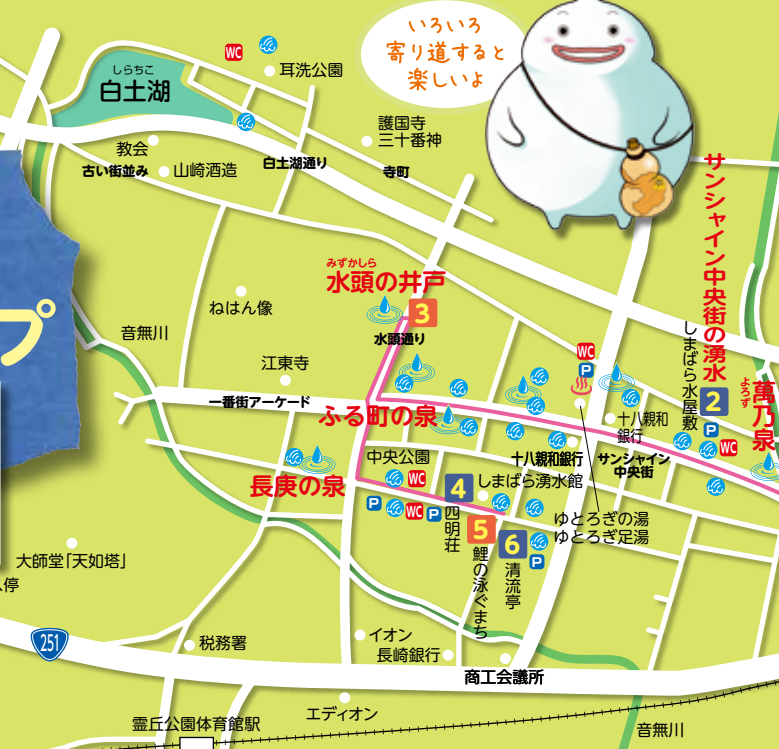 いろいろ
寄り道すると
楽しいよ
WC
耳洗公園
しらちこ
白土湖
護国寺
三十番神
教会
古い街並み
山崎酒造
白土湖通り
寺町
サンシャイン中央街の湧水
プ
みずかしら
水頭の井戸
3
水頭通り
ねはん像
音無川
江東寺
一番街アーケード
ふる町の泉
WC
P
しまばら水屋敷
2
P
WC
よろず
萬乃泉
十八親和
銀行
十八親和銀行
サンシャイン
中央街
長庚の泉
中央公園
WC
P
WC
P
4
四明荘
しまばら湧水館
5
鯉の泳ぐまち
6
清流亭
P
ゆとろぎの湯
ゆとろぎ足湯
大師堂「天如塔」
停
251
税務署
イオン
長崎銀行
商工会議所
エディオン
霊丘公園体育館駅
音無川